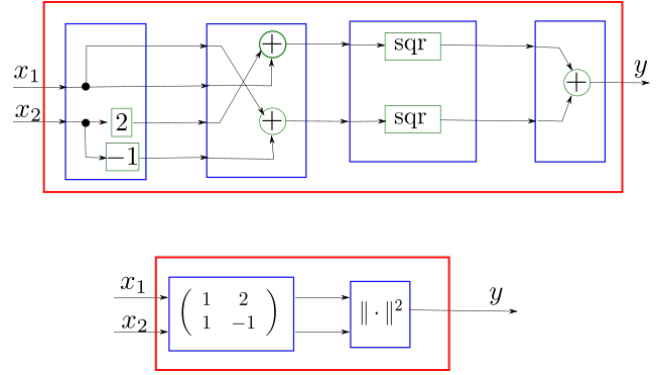 + sqr
x₁ y
+
x₂ 2 + sqr
−1
x₁ ( 1 2 ) y
( 1 −1 ) ‖ · ‖²
x₂